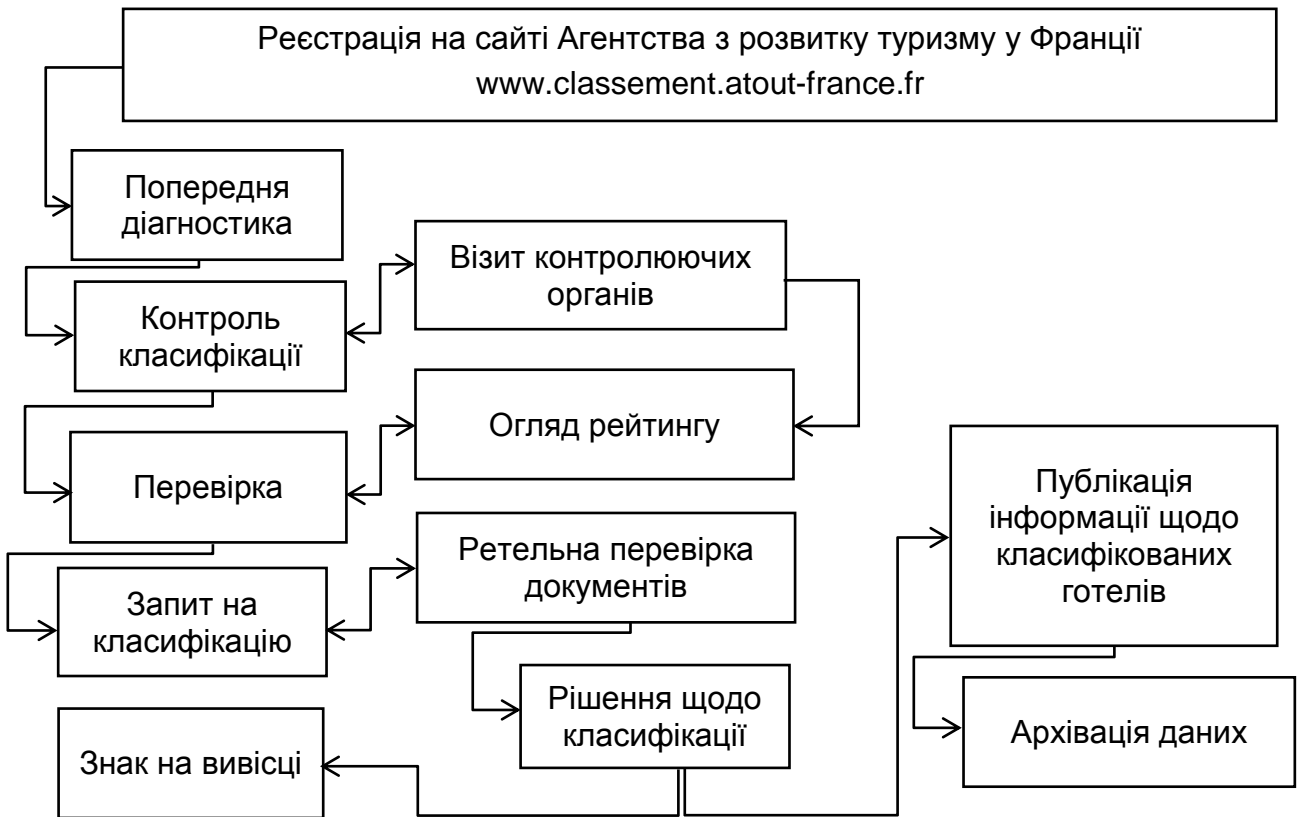 Реєстрація на сайті Агентства з розвитку туризму у Франції
www.classement.atout-france.fr
Попередня
діагностика
Візит контролюючих
органів
Контроль
класифікації
Огляд рейтингу
Перевірка
Публікація
інформації щодо
класифікованих
готелів
Ретельна перевірка
документів
Запит на
класифікацію
Рішення щодо
класифікації
Архівація даних
Знак на вивісці